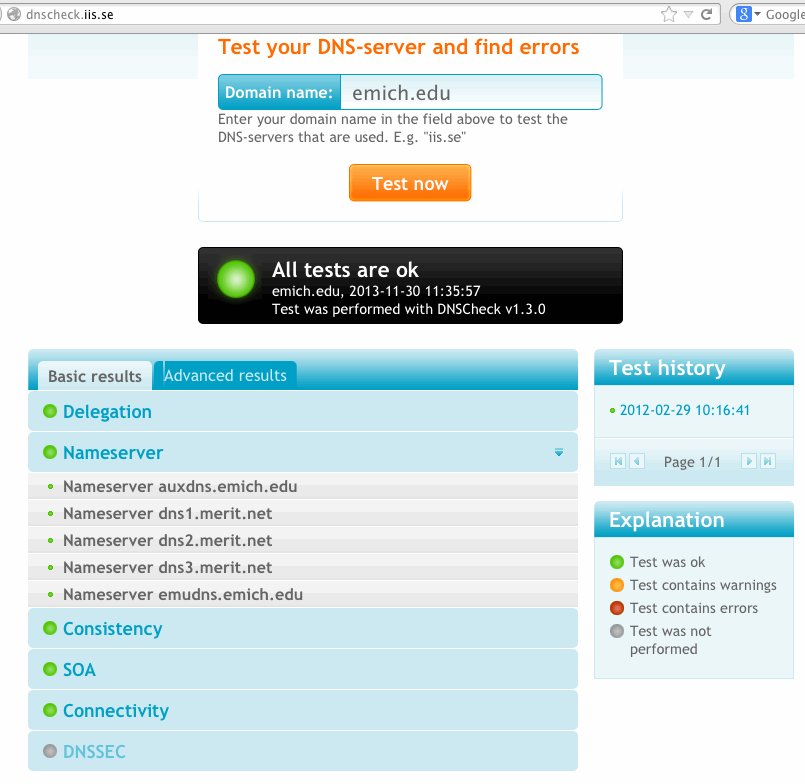 dnscheck.iis.se
Google
Test your DNS-server and find errors
Domain name: emich.edu
Enter your domain name in the field above to test the
DNS-servers that are used. E.g. "iis.se"
Test now
All tests are ok
emich.edu, 2013-11-30 11:35:57
Test was performed with DNSCheck v1.3.0
Basic results
Advanced results
Delegation
Nameserver
Nameserver auxdns.emich.edu
Nameserver dns1.merit.net
Nameserver dns2.merit.net
Nameserver dns3.merit.net
Nameserver emudns.emich.edu
Consistency
SOA
Connectivity
DNSSEC
Test history
2012-02-29 10:16:41
Page 1/1
Explanation
Test was ok
Test contains warnings
Test contains errors
Test was not
performed